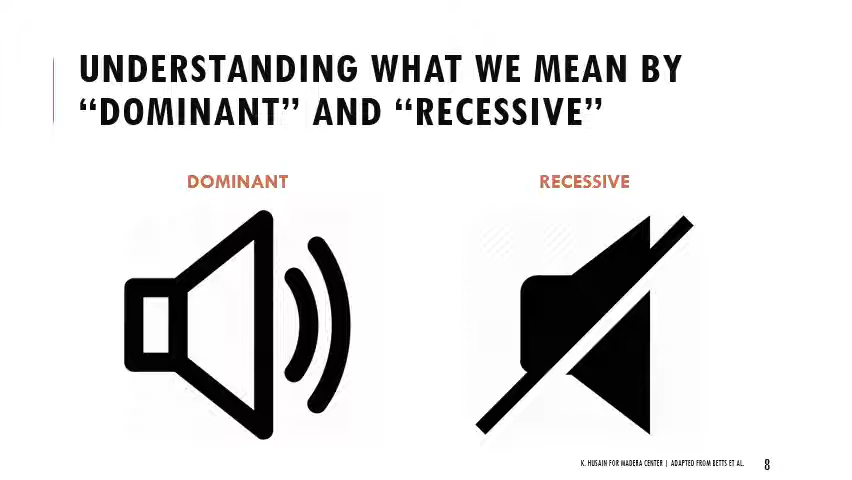 UNDERSTANDING WHAT WE MEAN BY
“DOMINANT” AND “RECESSIVE”
DOMINANT
RECESSIVE
K. HUSAIN FOR MADERA CENTER | ADAPTED FROM BETTS ET AL.
8